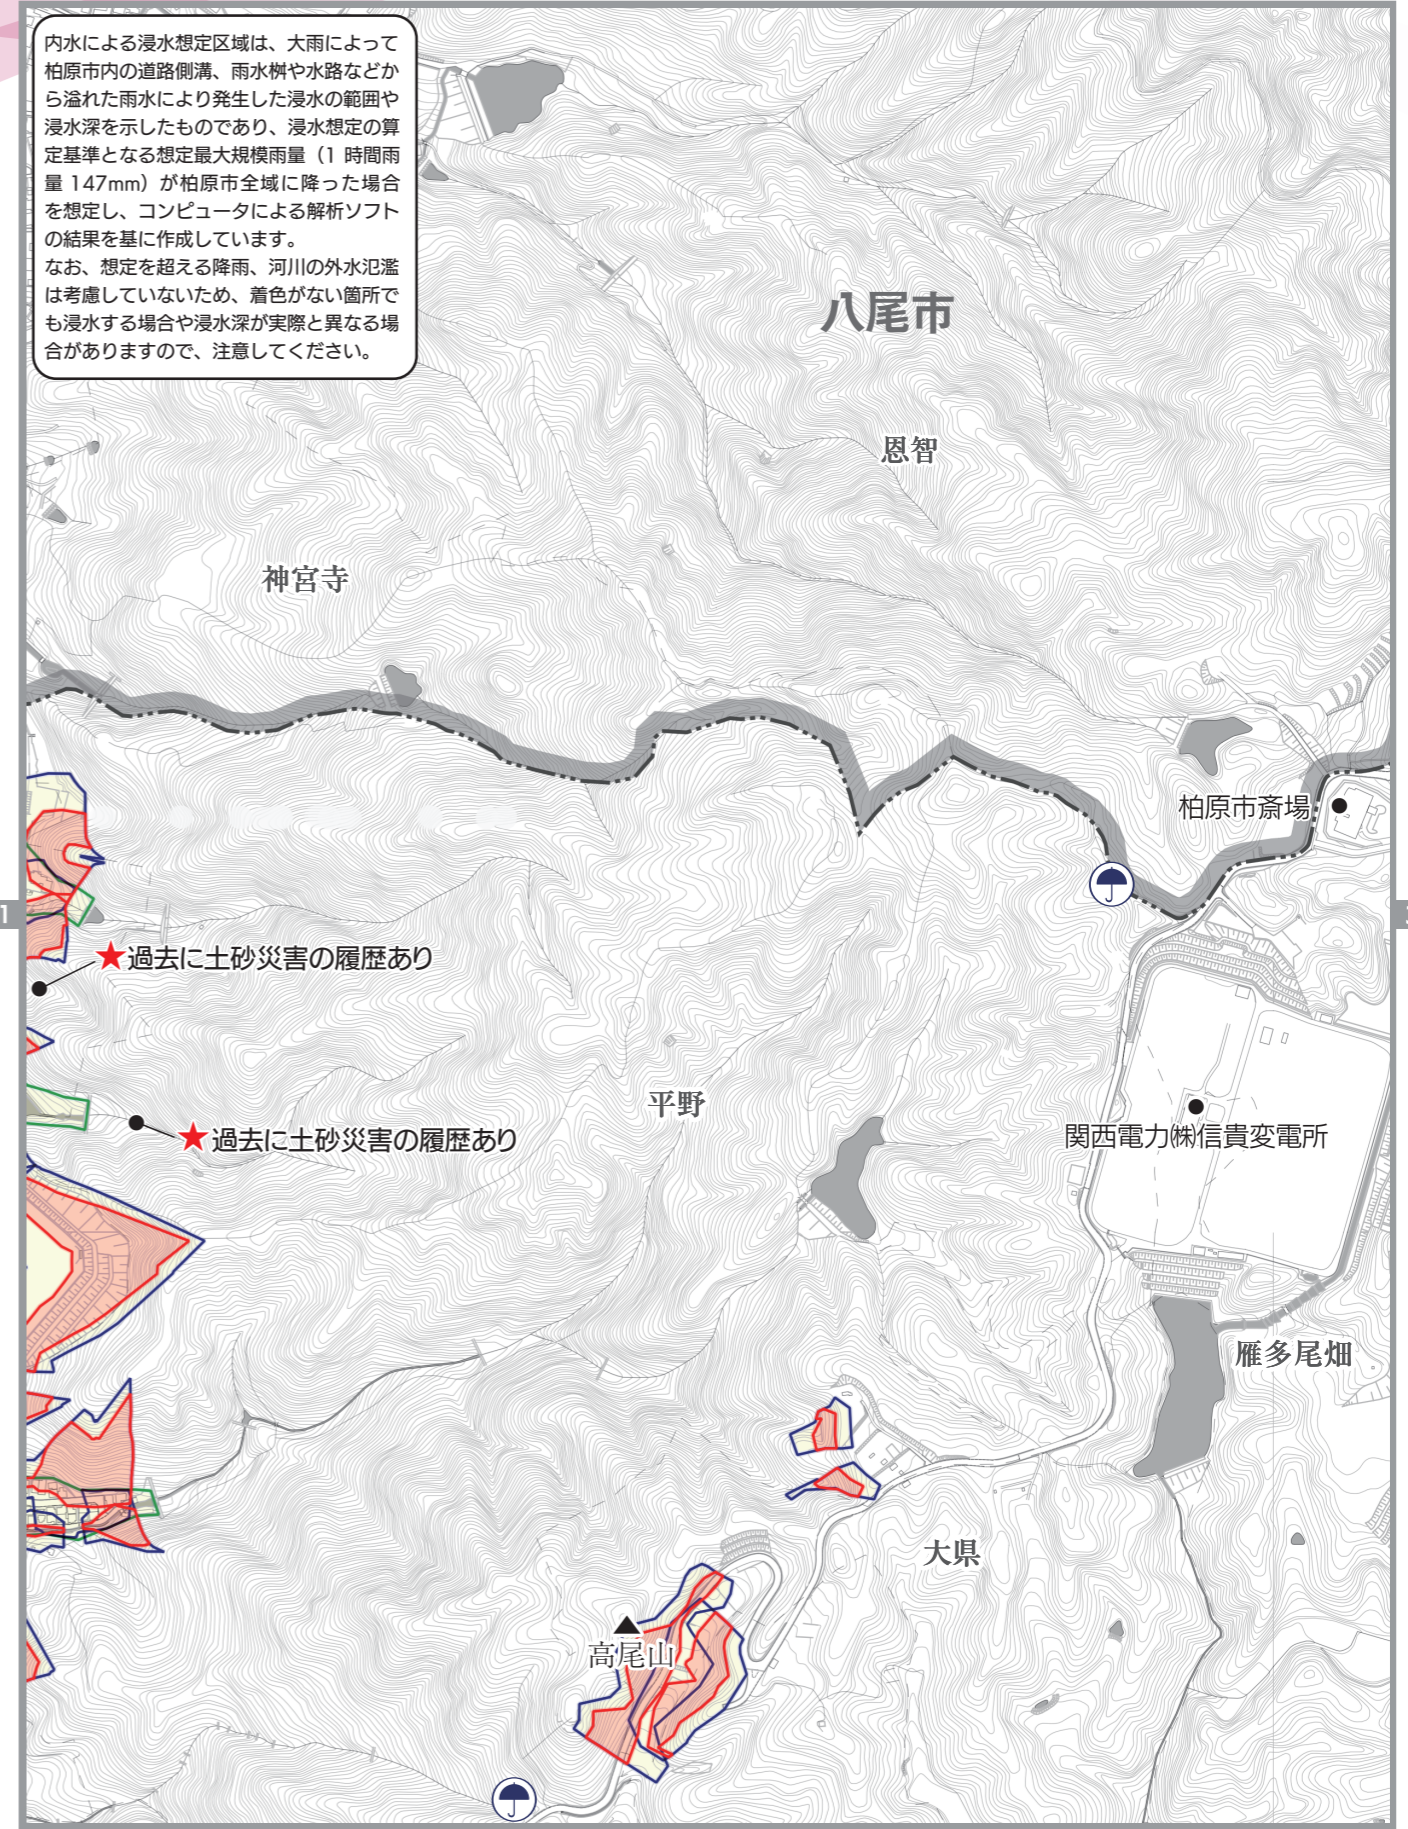 内水による浸水想定区域は、大雨によって
柏原市内の道路側溝、雨水桝や水路などか
ら溢れた雨水により発生した浸水の範囲や
浸水深を示したものであり、浸水想定の算
定基準となる想定最大規模雨量（1 時間雨
量 147mm）が柏原市全域に降った場合
を想定し、コンピュータによる解析ソフト
の結果を基に作成しています。
なお、想定を超える降雨、河川の外水氾濫
は考慮していないため、着色がない箇所で
も浸水する場合や浸水深が実際と異なる場
合がありますので、注意してください。
八尾市
恩智
神宮寺
柏原市斎場
1
★過去に土砂災害の履歴あり
平野
★過去に土砂災害の履歴あり
関西電力㈱信貴変電所
雁多尾畑
大県
高尾山